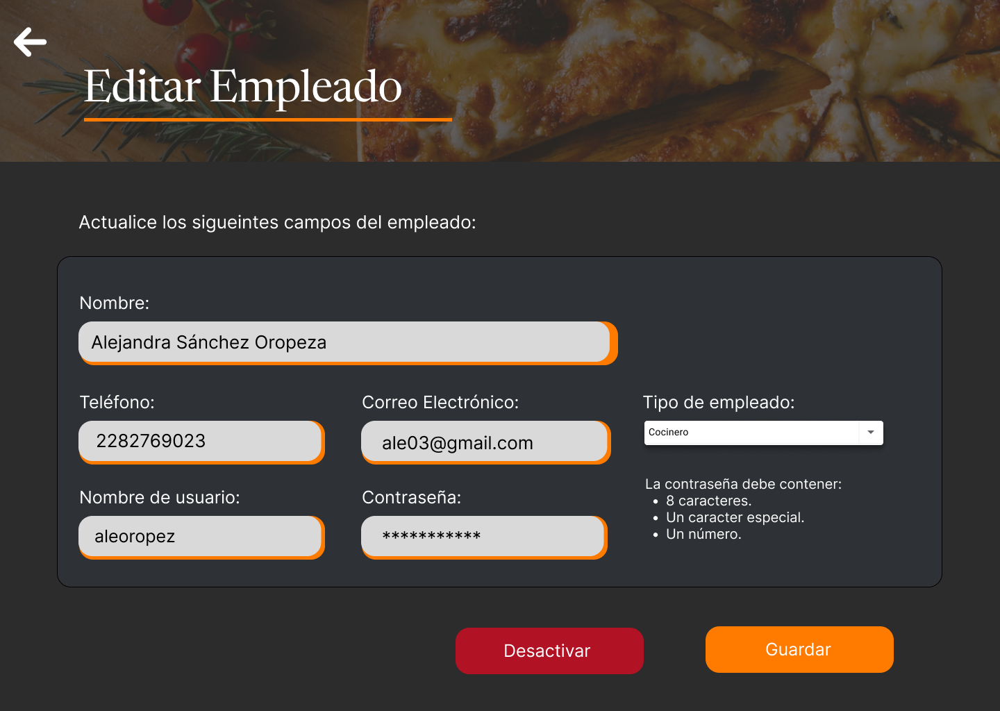 Editar Empleado
Actualice los sigueintes campos del empleado:
Nombre:
Alejandra Sánchez Oropeza
Teléfono:
Correo Electrónico:
Tipo de empleado:
2282769023
ale03@gmail.com
Cocinero
Nombre de usuario:
Contraseña:
aleoropez
***********
La contraseña debe contener:
• 8 caracteres.
• Un caracter especial.
• Un número.
Desactivar
Guardar